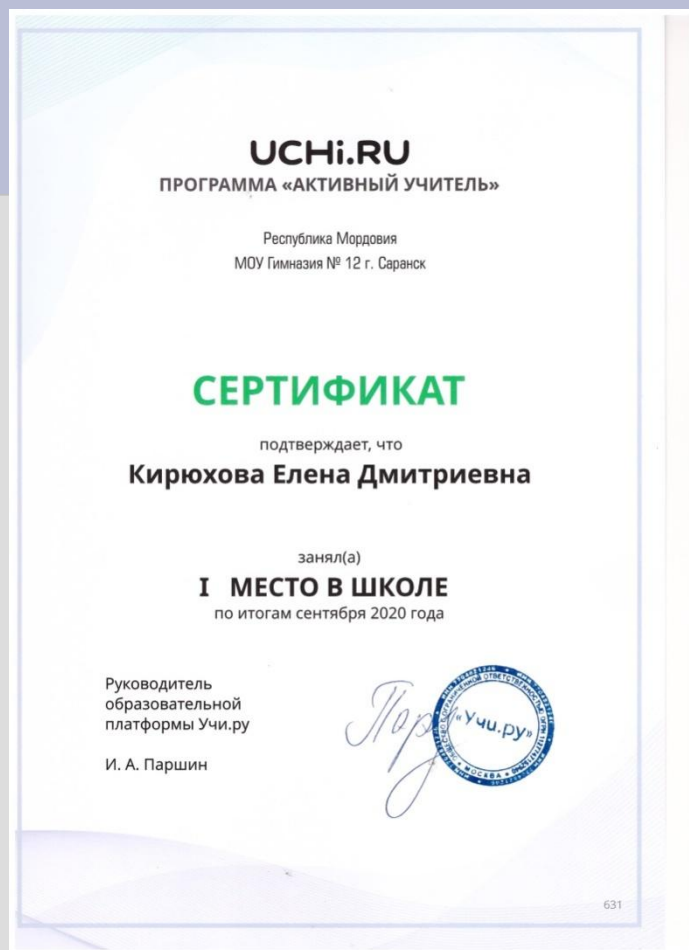 UCHi.RU
ПРОГРАММА «АКТИВНЫЙ УЧИТЕЛЬ»
Республика Мордовия
МОУ Гимназия № 12 г. Саранск
СЕРТИФИКАТ
подтверждает, что
Кирюхова Елена Дмитриевна
занял(а)
I МЕСТО В ШКОЛЕ
по итогам сентября 2020 года
Руководитель
образовательной
платформы Учи.ру
И. А. Паршин
«Учи.ру»
МОСКВА
631